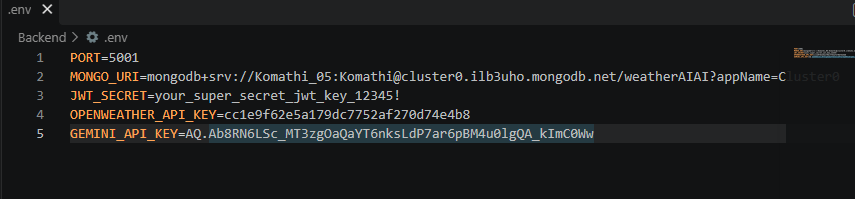 .env
Backend > .env
1 PORT=5001
2 MONGO_URI=mongodb+srv://Komathi_05:Komathi@cluster0.ilb3uho.mongodb.net/weatherAIAI?appName=Cluster0
3 JWT_SECRET=your_super_secret_jwt_key_12345!
4 OPENWEATHER_API_KEY=cc1e9f62e5a179dc7752af270d74e4b8
5 GEMINI_API_KEY=AQ.Ab8RN6LSc_MT3zgOaQaYT6nksLdP7ar6pBM4u0lgQA_kImC0Ww